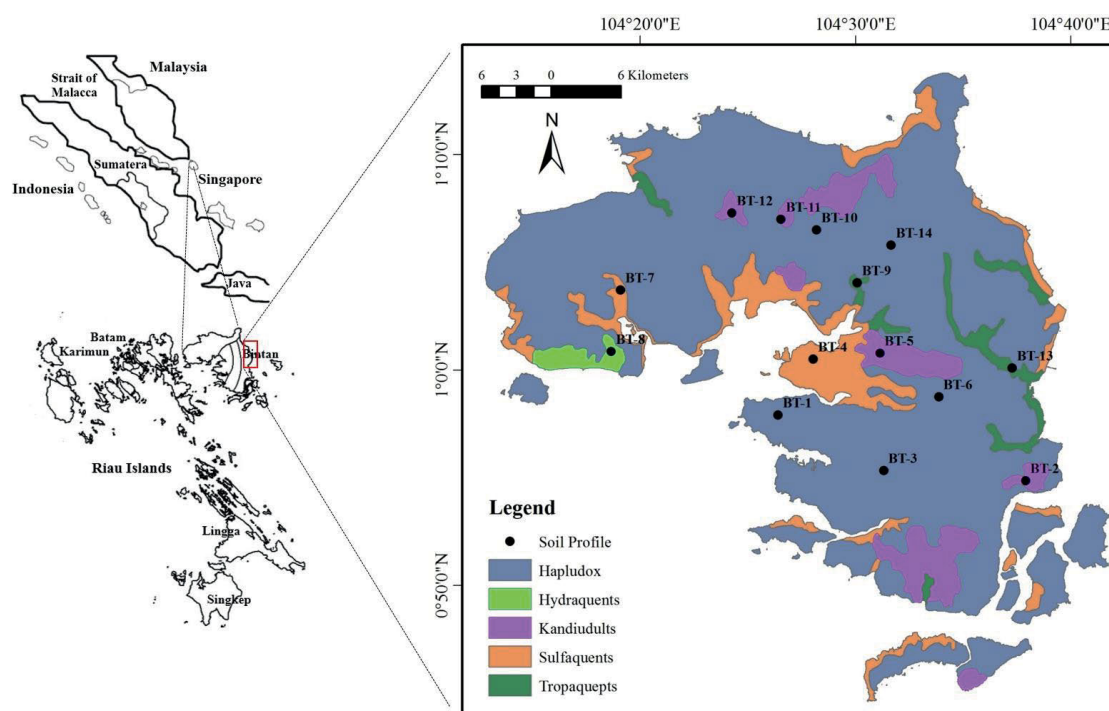 Malaysia
Strait of
Malacca
Sumatera
Singapore
Indonesia
Java
Batam
Karimun
Bintan
Riau Islands
Lingga
Singkep
104°20'0"E
104°30'0"E
104°40'0"E
6 3 0 6 Kilometers
N
1°10'0"N
1°0'0"N
0°50'0"N
BT-12
BT-11
BT-10
BT-14
BT-7
BT-9
BT-8
BT-4
BT-5
BT-13
BT-6
BT-1
BT-3
BT-2
Legend
Soil Profile
Hapludox
Hydraquents
Kandiudults
Sulfaquents
Tropaquepts